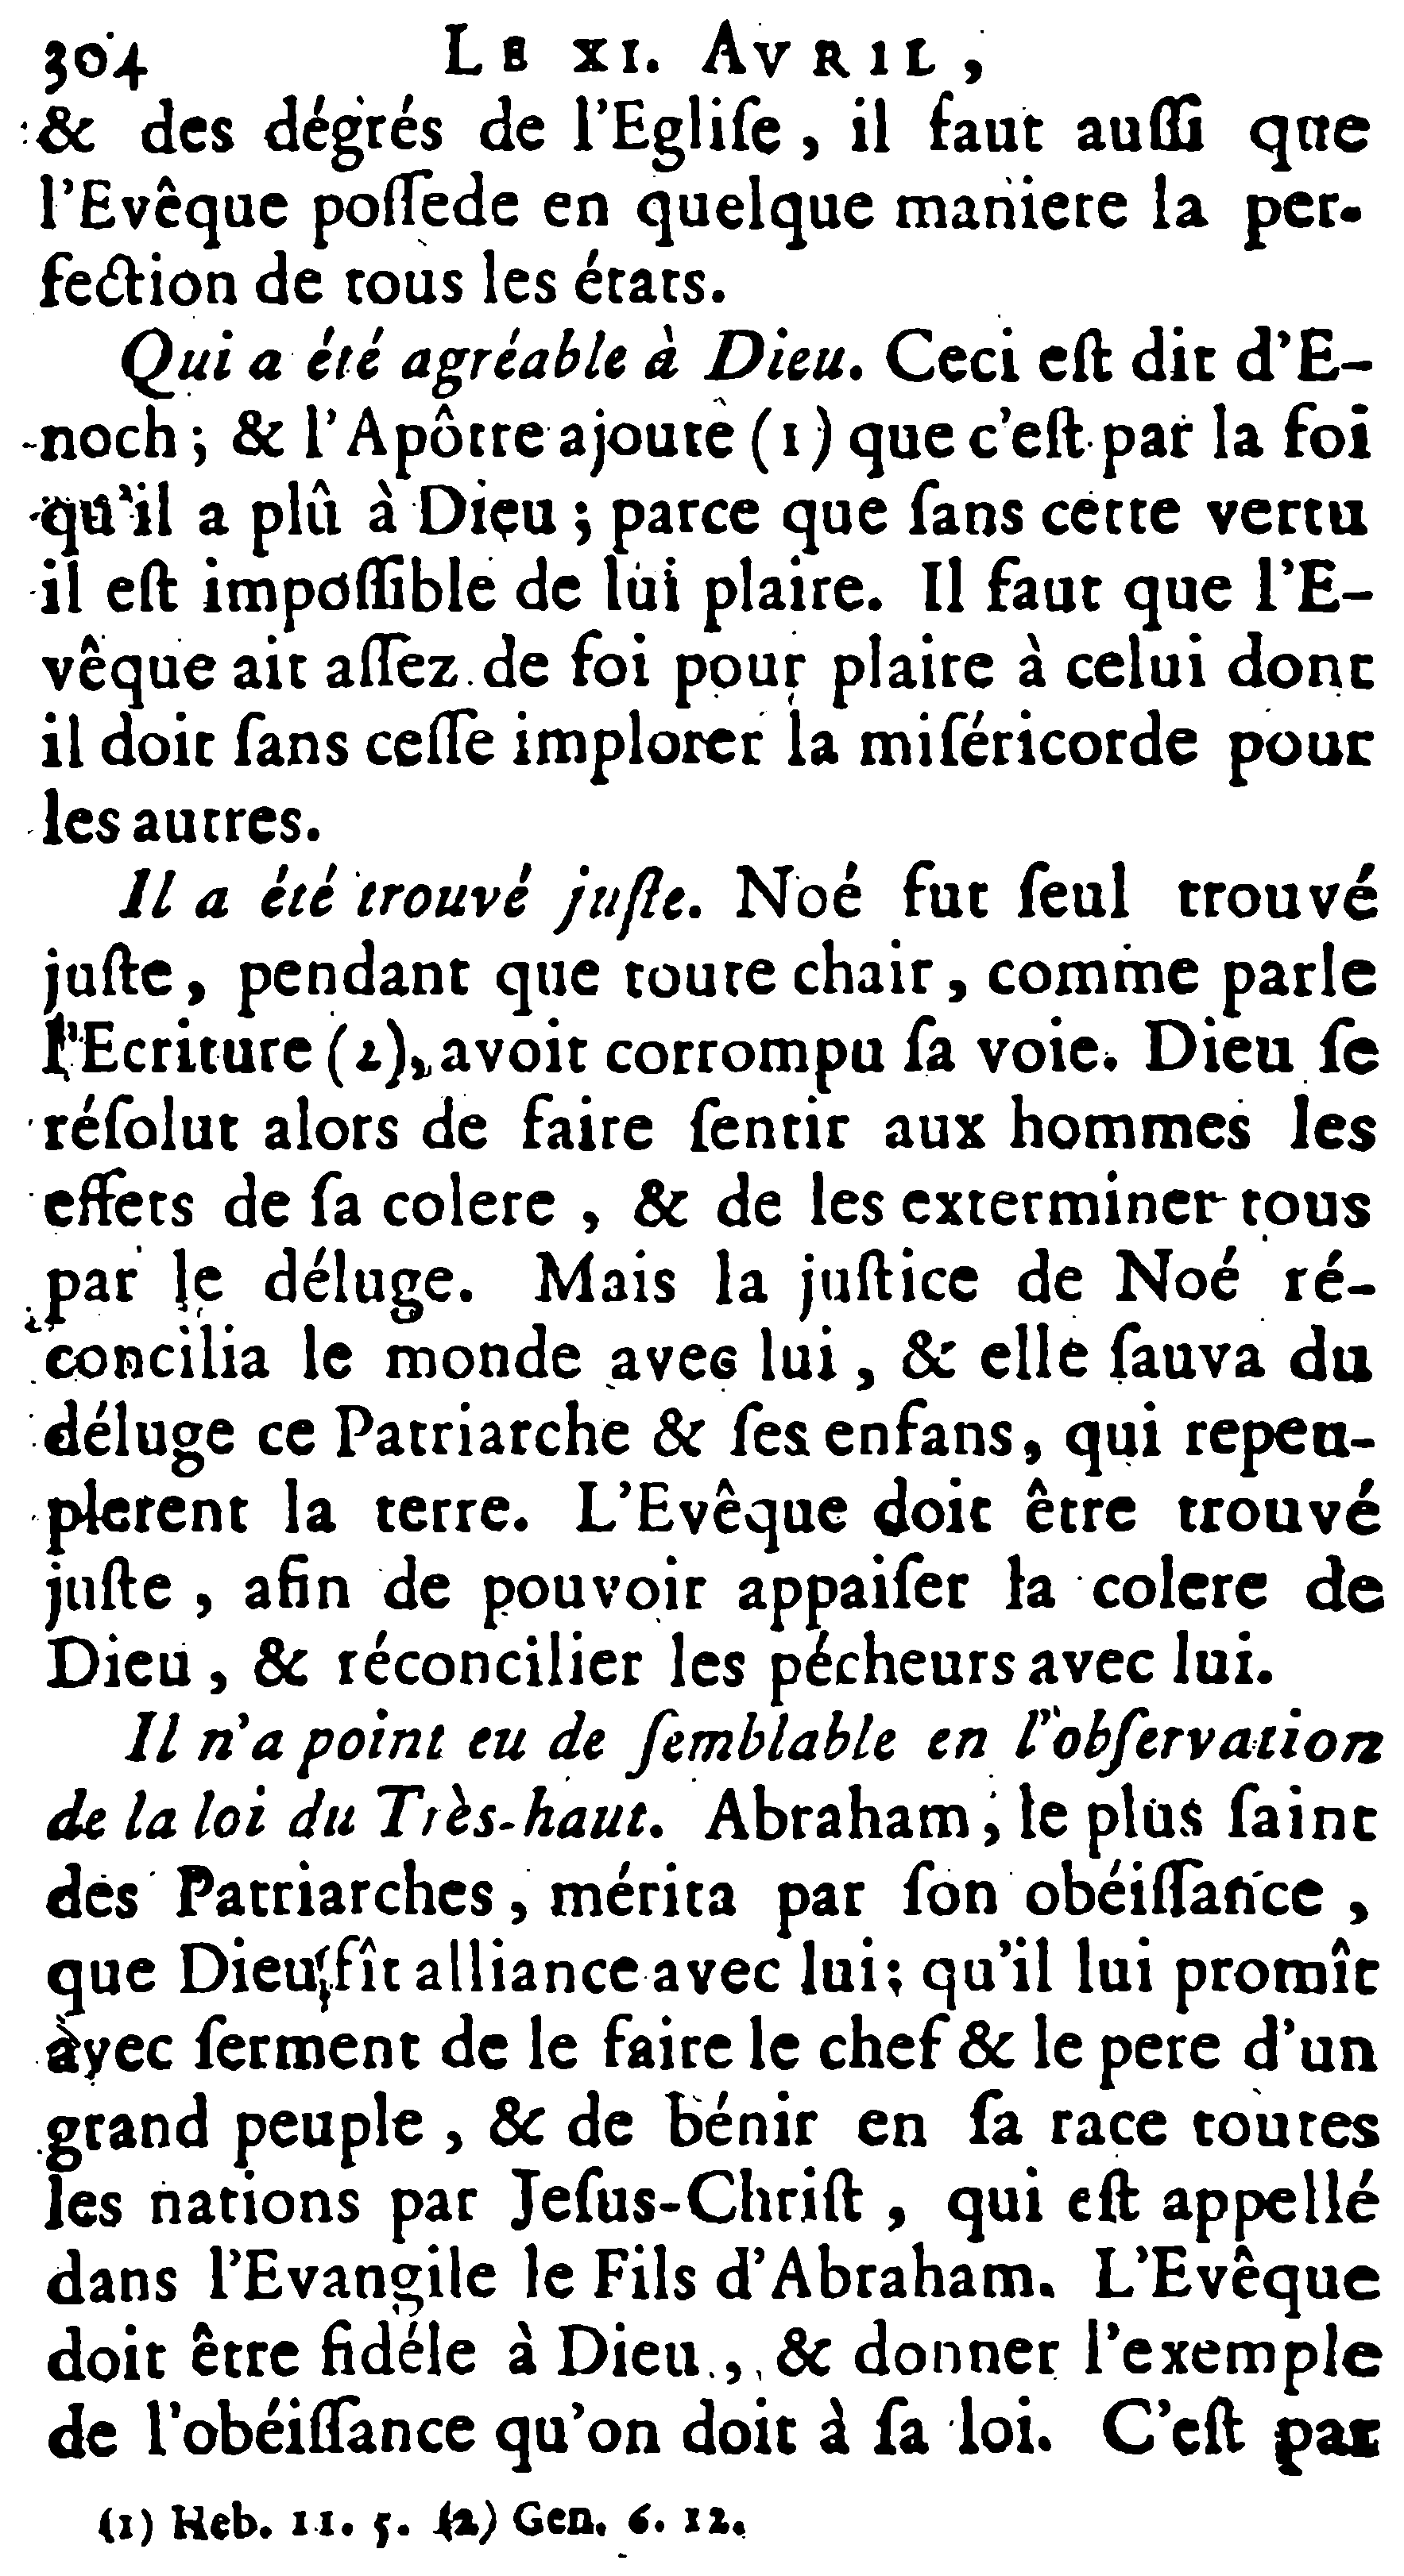 304 LE XI. AVRIL,
& des dégrés de l'Egliſe, il faut auſſi que
l'Evêque poſſede en quelque maniere la per-
fection de tous les états.
Qui a été agréable à Dieu. Ceci eſt dit d'E-
noch; & l'Apôtre ajoute (1) que c'eſt par la foi
qu'il a plû à Dieu; parce que ſans cette vertu
il eſt impoſſible de lui plaire. Il faut que l'E-
vêque ait aſſez de foi pour plaire à celui dont
il doit ſans ceſſe implorer la miſéricorde pour
les autres.
Il a été trouvé juſte. Noé fut ſeul trouvé
juſte, pendant que toute chair, comme parle
l'Ecriture (2), avoit corrompu ſa voie. Dieu ſe
réſolut alors de faire ſentir aux hommes les
effets de ſa colere, & de les exterminer tous
par le déluge. Mais la juſtice de Noé ré-
concilia le monde avec lui, & elle ſauva du
déluge ce Patriarche & ſes enfans, qui repeu-
plerent la terre. L'Evêque doit être trouvé
juſte, afin de pouvoir appaiſer la colere de
Dieu, & réconcilier les pécheurs avec lui.
Il n'a point eu de ſemblable en l'obſervation
de la loi du Très-haut. Abraham, le plus ſaint
des Patriarches, mérita par ſon obéiſſance,
que Dieu fît alliance avec lui; qu'il lui promît
avec ſerment de le faire le chef & le pere d'un
grand peuple, & de bénir en ſa race toutes
les nations par Jeſus-Chriſt, qui eſt appellé
dans l'Evangile le Fils d'Abraham. L'Evêque
doit être fidéle à Dieu, & donner l'exemple
de l'obéiſſance qu'on doit à ſa loi. C'eſt par
(1) Heb. 11. 5. (2) Gen. 6. 12.